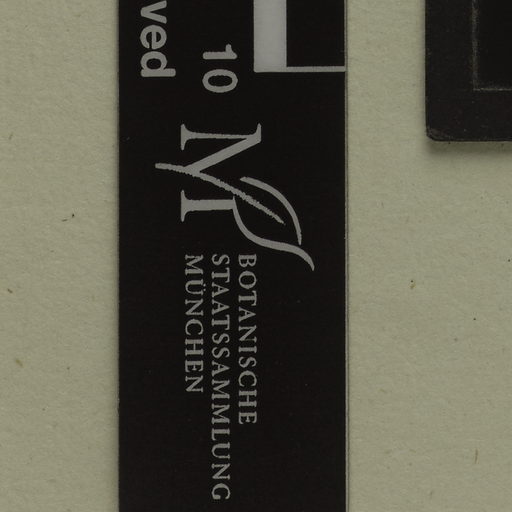 10
ved
M
BOTANISCHE
STAATSSAMMLUNG
MÜNCHEN